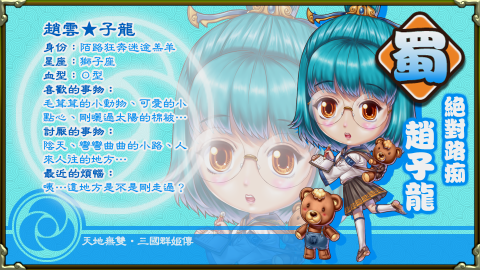 趙雲★子龍
身份：陌路狂奔迷途羔羊
星座：獅子座
血型：O型
喜歡的事物：
毛茸茸的小動物、可愛的小
點心、剛曬過太陽的棉被…
討厭的事物：
陰天、彎彎曲曲的小路、人
來人往的地方…
最近的煩惱：
哦…這地方是不是剛走過？
蜀
絕對路痴
趙子龍
天地無雙‧三國群姬傳